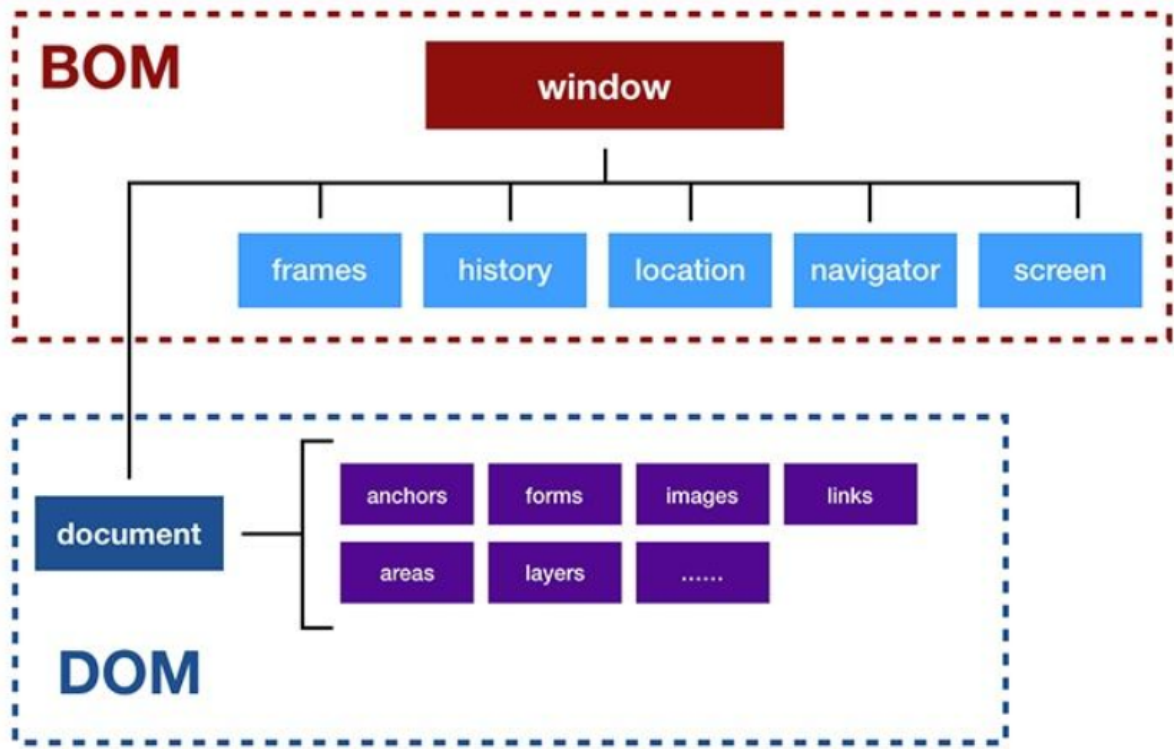 BOM
window
frames history location navigator screen
anchors forms images links
document
areas layers ......
DOM